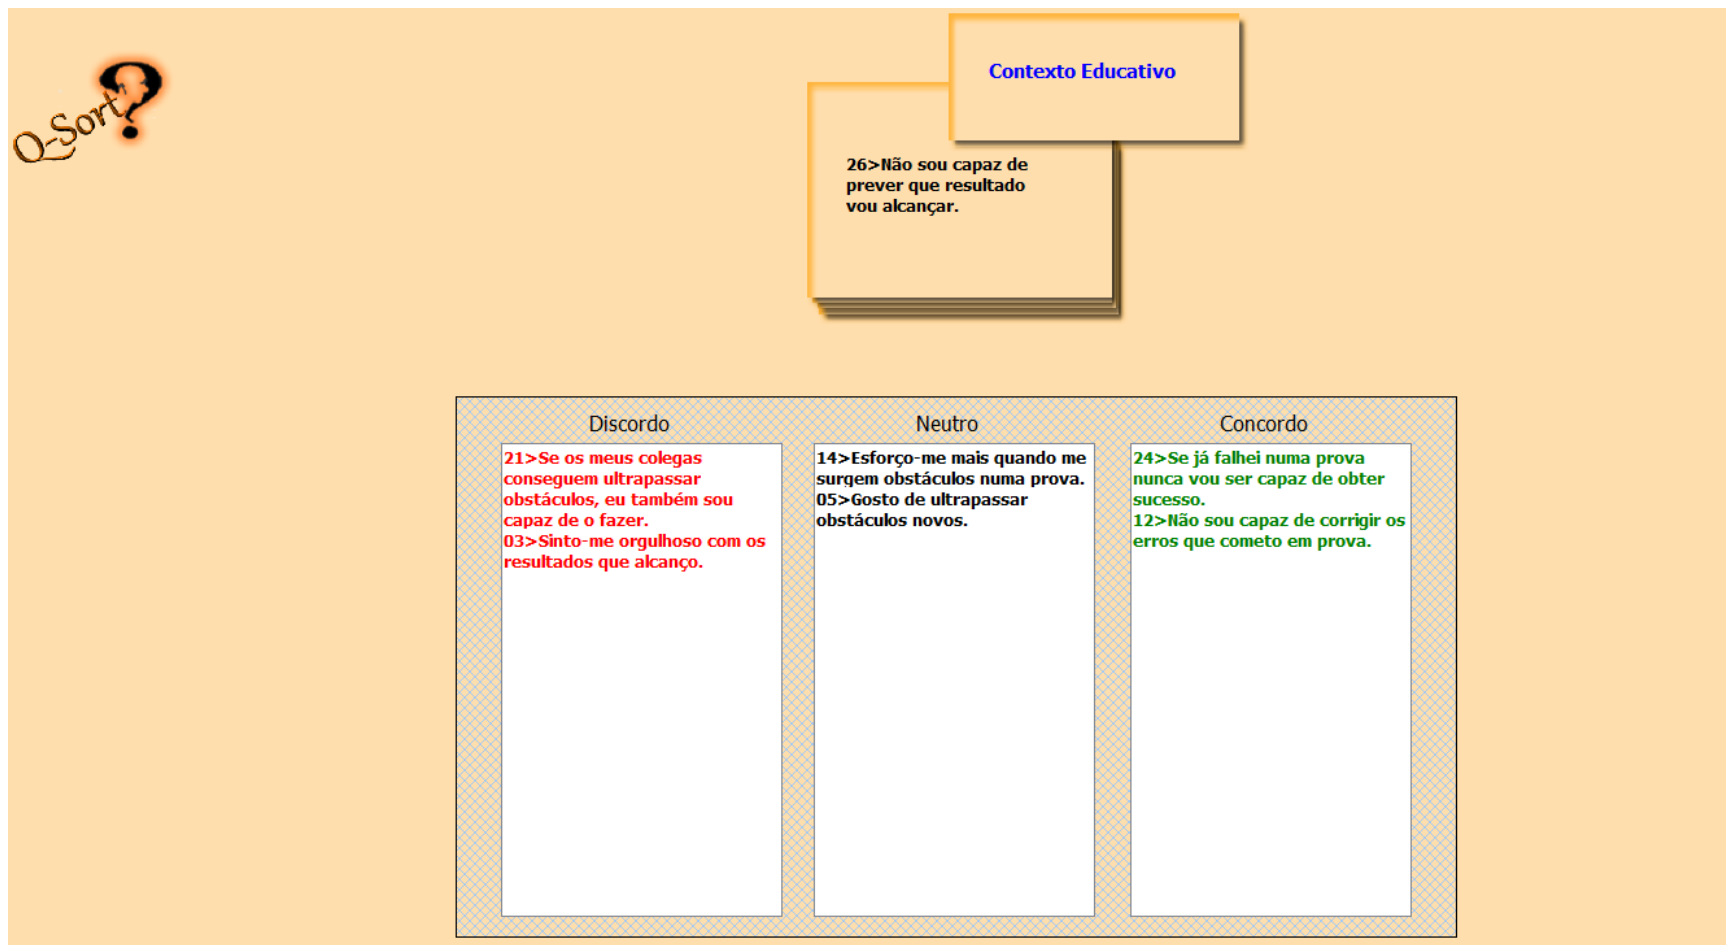 Q-Sort?
Contexto Educativo
26>Não sou capaz de
prever que resultado
vou alcançar.
Discordo
21>Se os meus colegas
conseguem ultrapassar
obstáculos, eu também sou
capaz de o fazer.
03>Sinto-me orgulhoso com os
resultados que alcanço.
Neutro
14>Esforço-me mais quando me
surgem obstáculos numa prova.
05>Gosto de ultrapassar
obstáculos novos.
Concordo
24>Se já falhei numa prova
nunca vou ser capaz de obter
sucesso.
12>Não sou capaz de corrigir os
erros que cometo em prova.